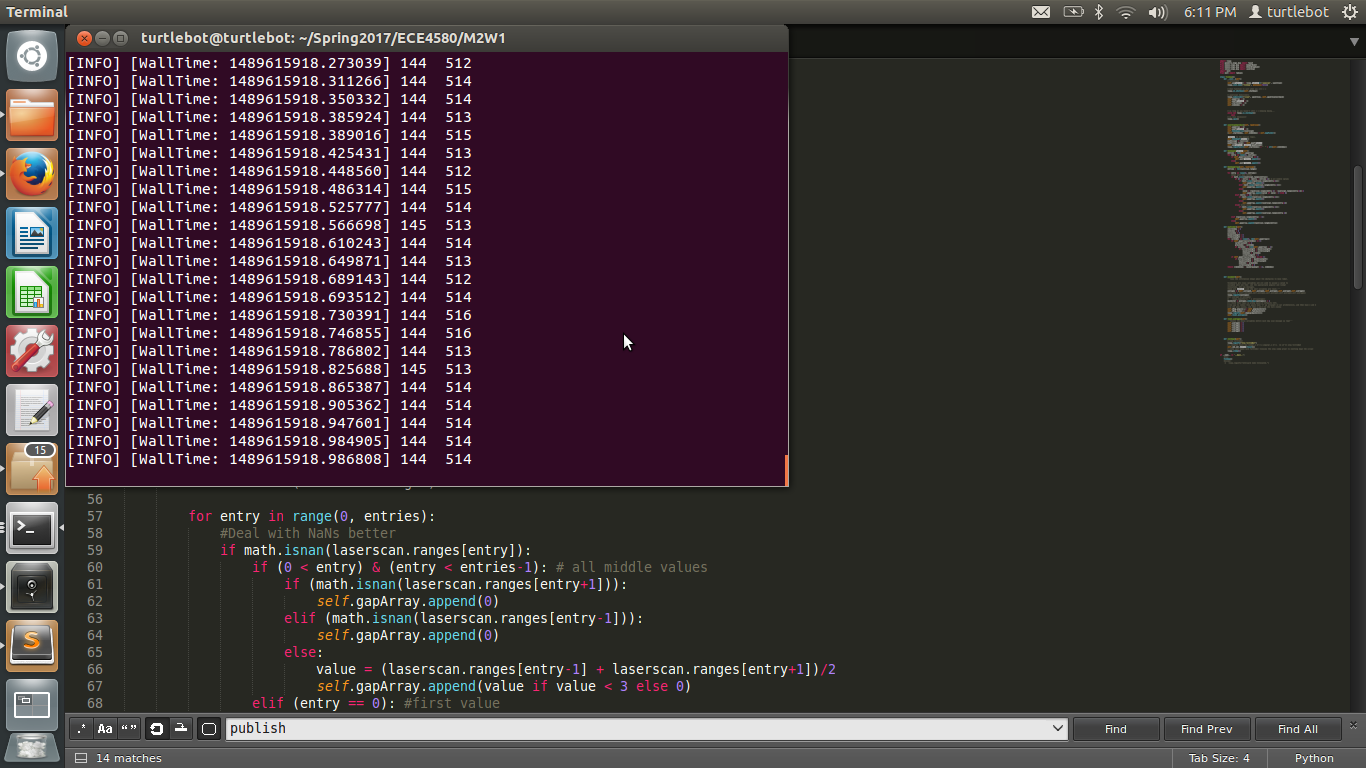 Terminal
6:11 PM turtlebot
turtlebot@turtlebot: ~/Spring2017/ECE4580/M2W1
[INFO] [WallTime: 1489615918.273039] 144 512
[INFO] [WallTime: 1489615918.311266] 144 514
[INFO] [WallTime: 1489615918.350332] 144 514
[INFO] [WallTime: 1489615918.385924] 144 513
[INFO] [WallTime: 1489615918.389016] 144 515
[INFO] [WallTime: 1489615918.425431] 144 513
[INFO] [WallTime: 1489615918.448560] 144 512
[INFO] [WallTime: 1489615918.486314] 144 515
[INFO] [WallTime: 1489615918.525777] 144 514
[INFO] [WallTime: 1489615918.566698] 145 513
[INFO] [WallTime: 1489615918.610243] 144 514
[INFO] [WallTime: 1489615918.649871] 144 513
[INFO] [WallTime: 1489615918.689143] 144 512
[INFO] [WallTime: 1489615918.693512] 144 514
[INFO] [WallTime: 1489615918.730391] 144 516
[INFO] [WallTime: 1489615918.746855] 144 516
[INFO] [WallTime: 1489615918.786802] 144 513
[INFO] [WallTime: 1489615918.825688] 145 513
[INFO] [WallTime: 1489615918.865387] 144 514
[INFO] [WallTime: 1489615918.905362] 144 514
[INFO] [WallTime: 1489615918.947601] 144 514
[INFO] [WallTime: 1489615918.984905] 144 514
[INFO] [WallTime: 1489615918.986808] 144 514
15
56
57 for entry in range(0, entries):
58 #Deal with NaNs better
59 if math.isnan(laserscan.ranges[entry]):
60 if (0 < entry) & (entry < entries-1): # all middle values
61 if (math.isnan(laserscan.ranges[entry+1])):
62 self.gapArray.append(0)
63 elif (math.isnan(laserscan.ranges[entry-1])):
64 self.gapArray.append(0)
65 else:
66 value = (laserscan.ranges[entry-1] + laserscan.ranges[entry+1])/2
67 self.gapArray.append(value if value < 3 else 0)
68 elif (entry == 0): #first value
.* Aa “” publish Find Find Prev Find All
14 matches Tab Size: 4 Python